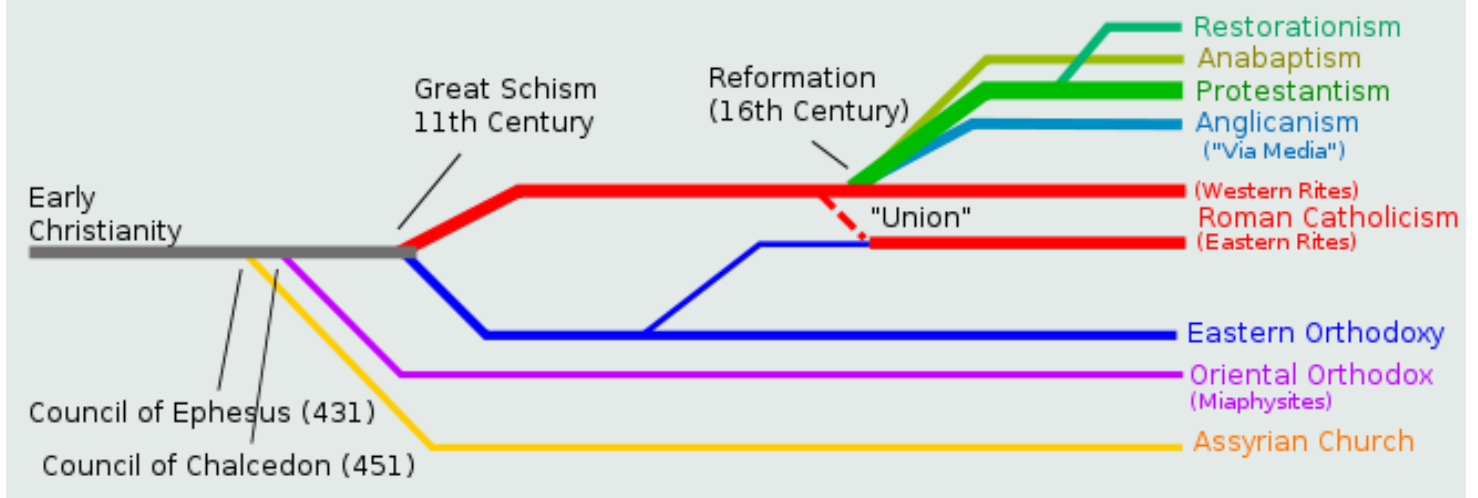 Restorationism
Anabaptism
Protestantism
Anglicanism
("Via Media")
Reformation
(16th Century)
Great Schism
11th Century
Early
Christianity
(Western Rites)
"Union"
Roman Catholicism
(Eastern Rites)
Eastern Orthodoxy
Oriental Orthodox
(Miaphysites)
Council of Ephesus (431)
Assyrian Church
Council of Chalcedon (451)